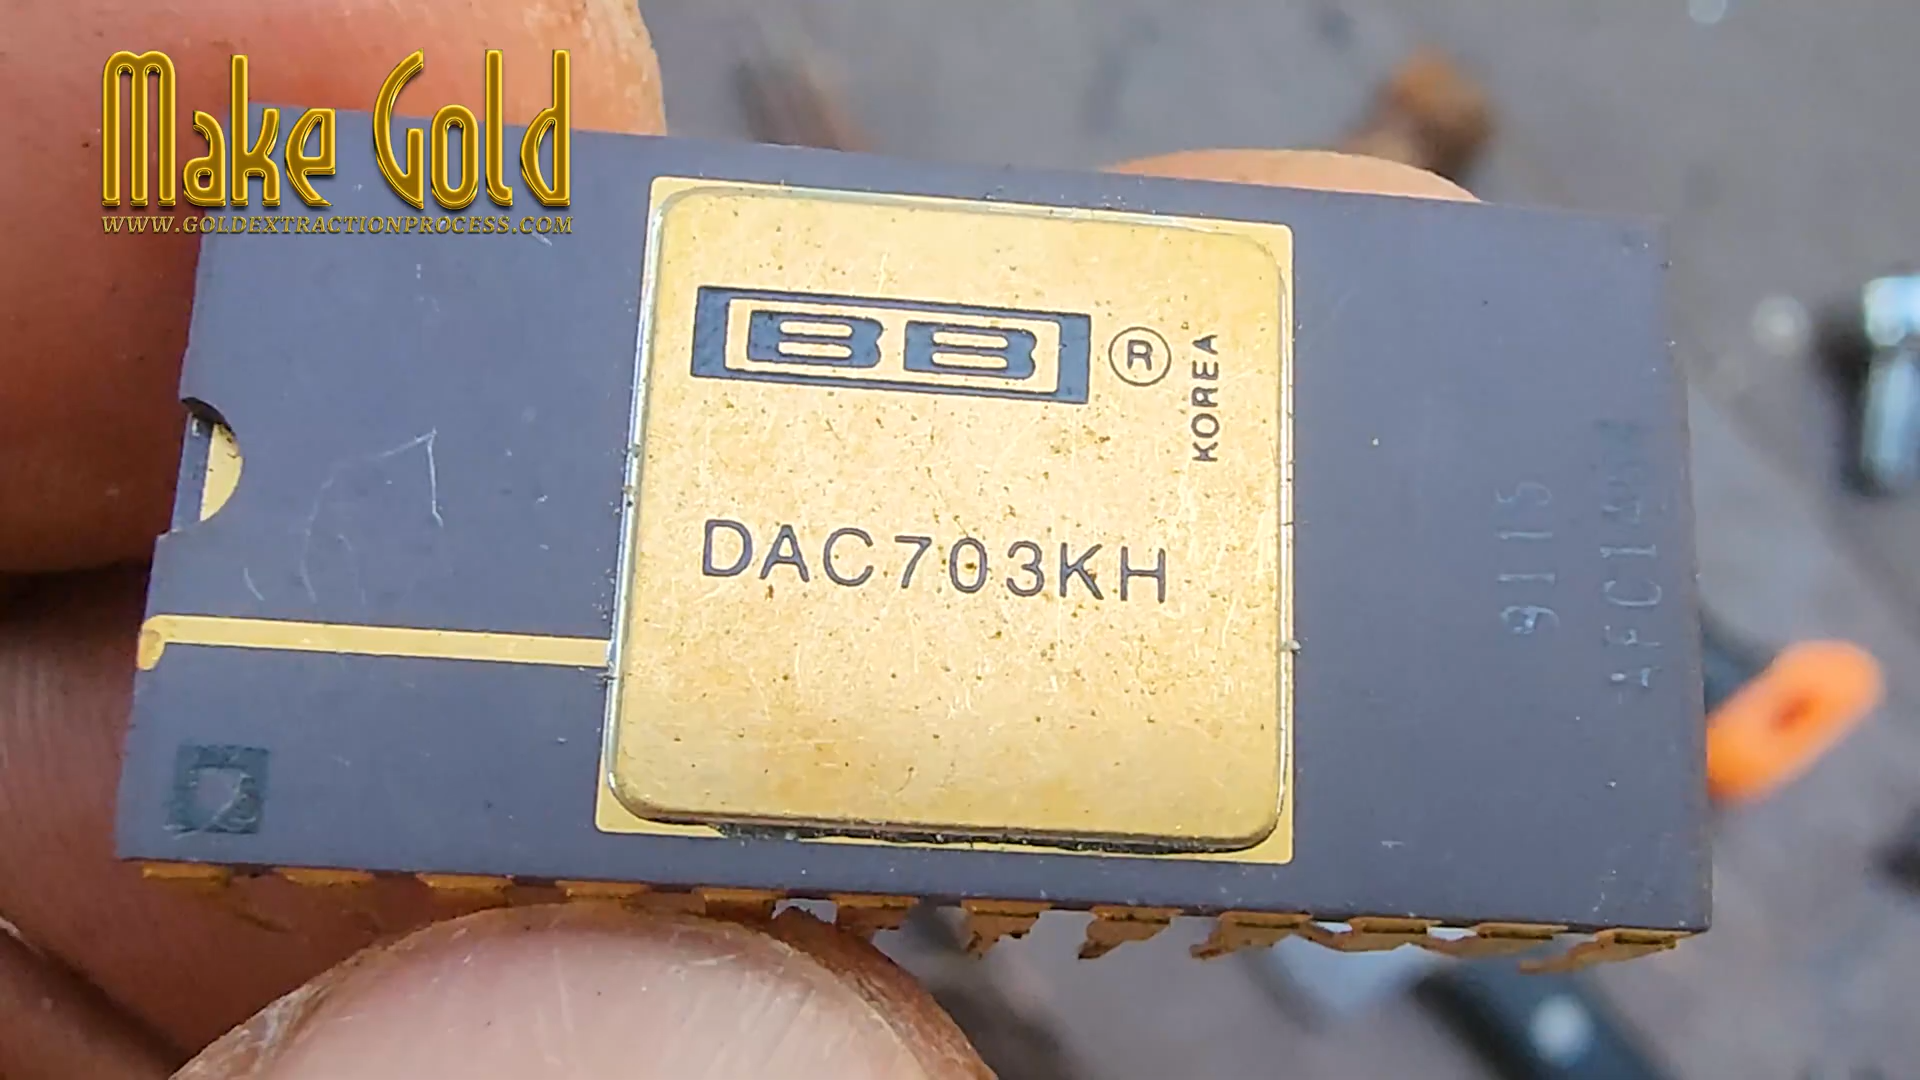 Make Gold
WWW.GOLDEXTRACTIONPROCESS.COM
BB ®
KOREA
DAC703KH
9115